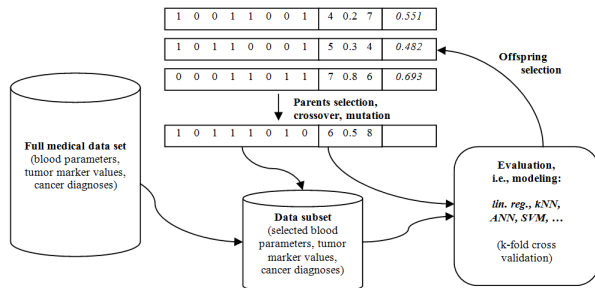 1 0 0 1 1 0 0 1 4 0.2 7 0.551
1 0 1 1 1 0 0 1 5 0.3 4 0.482
0 0 0 1 1 0 1 1 7 0.8 6 0.693
Offspring
selection
Parents selection,
crossover, mutation
1 0 1 1 1 0 1 0 6 0.5 8
Full medical data set
(blood parameters,
tumor marker values,
cancer diagnoses)
Data subset
(selected blood
parameters, tumor
marker values,
cancer diagnoses)
Evaluation,
i.e., modeling:
lin. reg., kNN,
ANN, SVM, …
(k-fold cross
validation)